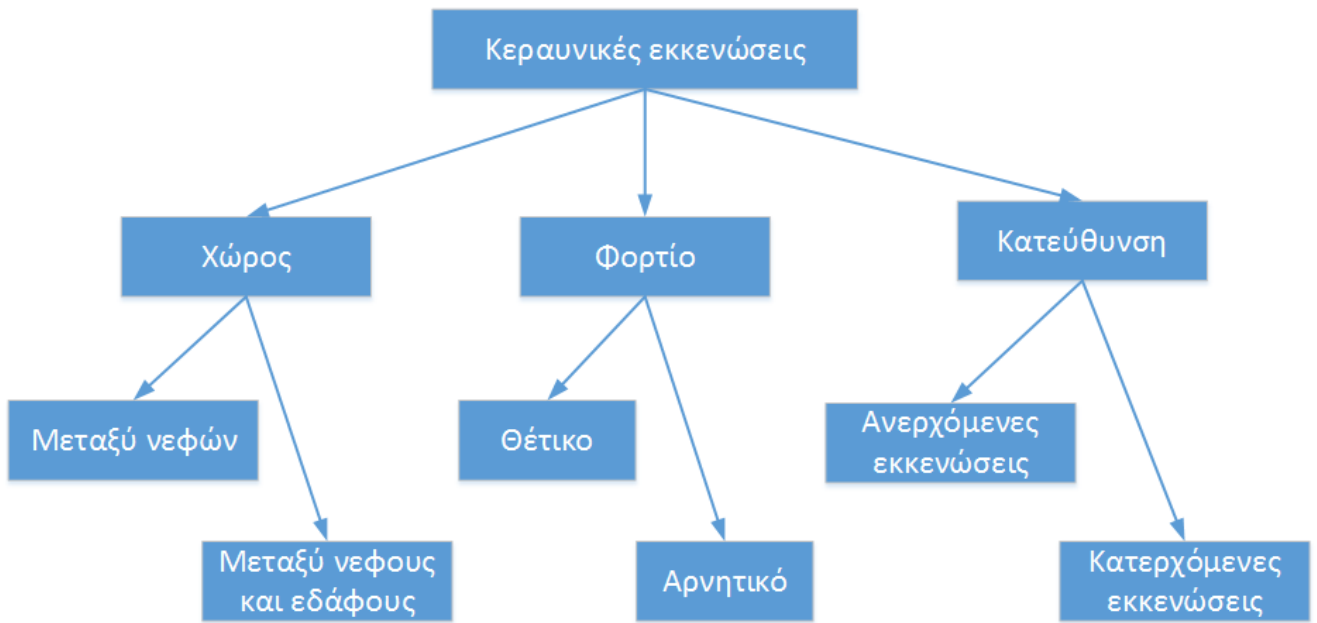 Κεραυνικές εκκενώσεις
Χώρος
Φορτίο
Κατεύθυνση
Μεταξύ νεφών
Θέτικο
Ανερχόμενες
εκκενώσεις
Μεταξύ νεφους
και εδάφους
Αρνητικό
Κατερχόμενες
εκκενώσεις